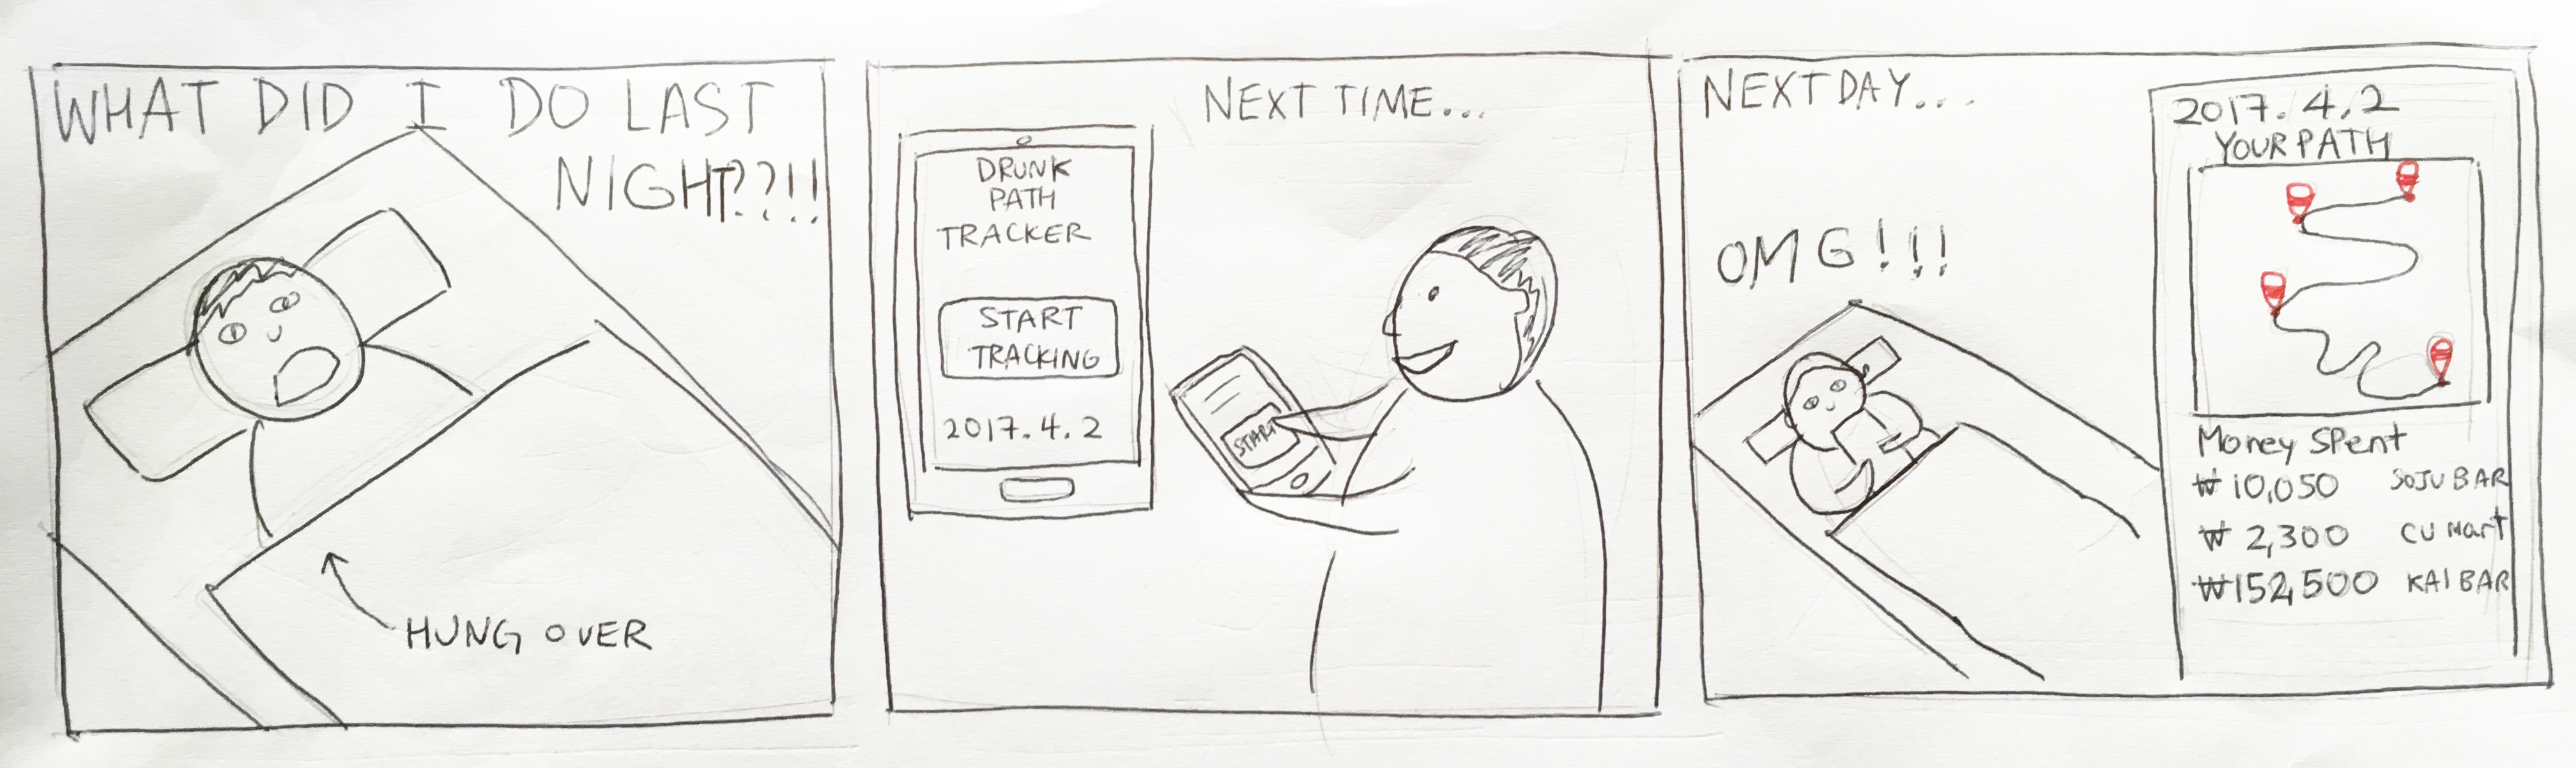 WHAT DID I DO LAST
NIGHT??!!
HUNG OVER
NEXT TIME...
DRUNK
PATH
TRACKER
START
TRACKING
2017.4.2
START
NEXT DAY...
OMG!!!
2017.4.2
YOUR PATH
Money Spent
₩10,050 SOJU BAR
₩ 2,300 CU Mart
₩152,500 KAI BAR